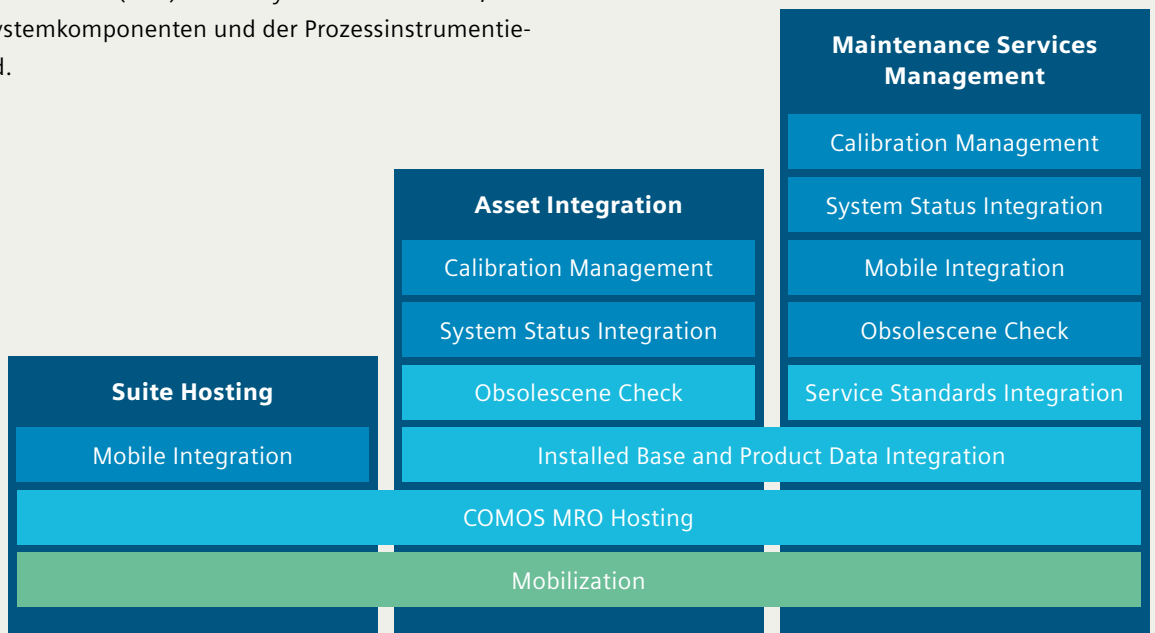 ystemkomponenten und der Prozessinstrumentie-
d.
Maintenance Services
Management
Calibration Management
System Status Integration
Mobile Integration
Obsolescene Check
Service Standards Integration
Asset Integration
Calibration Management
System Status Integration
Obsolescene Check
Suite Hosting
Mobile Integration
Installed Base and Product Data Integration
COMOS MRO Hosting
Mobilization